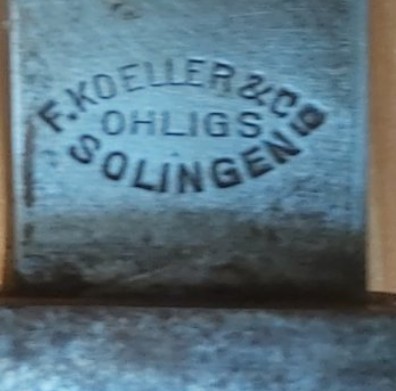 F. KOELLER & Cº
OHLIGS
SOLINGEN